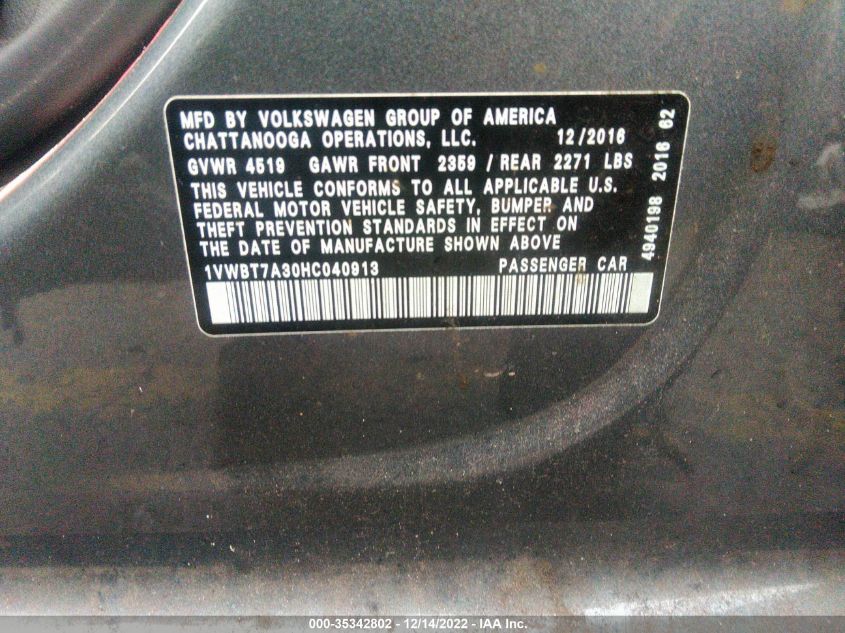 MFD BY VOLKSWAGEN GROUP OF AMERICA
CHATTANOOGA OPERATIONS, LLC. 12/2016
GVWR 4519 GAWR FRONT 2359 / REAR 2271 LBS
THIS VEHICLE CONFORMS TO ALL APPLICABLE U.S.
FEDERAL MOTOR VEHICLE SAFETY, BUMPER AND
THEFT PREVENTION STANDARDS IN EFFECT ON
THE DATE OF MANUFACTURE SHOWN ABOVE
1VWBT7A30HC040913 PASSENGER CAR
4940198 2016 62
000-35342802 - 12/14/2022 - IAA Inc.